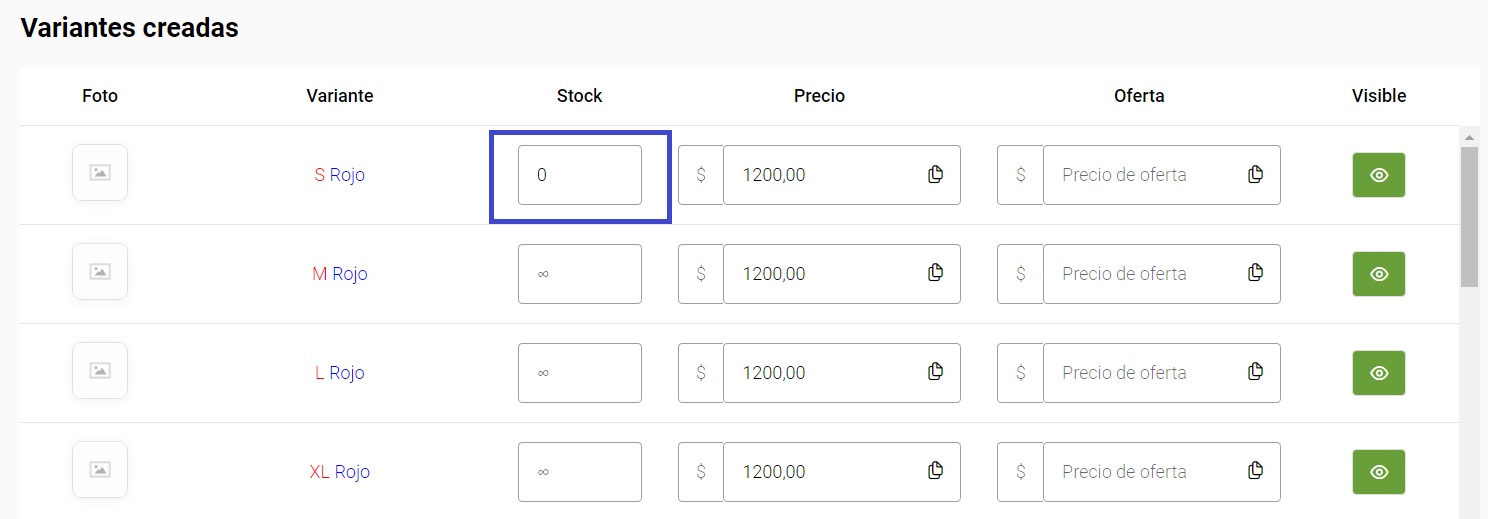 Variantes creadas
Foto Variante Stock Precio Oferta Visible
S Rojo 0 $ 1200,00 $ Precio de oferta
M Rojo ∞ $ 1200,00 $ Precio de oferta
L Rojo ∞ $ 1200,00 $ Precio de oferta
XL Rojo ∞ $ 1200,00 $ Precio de oferta